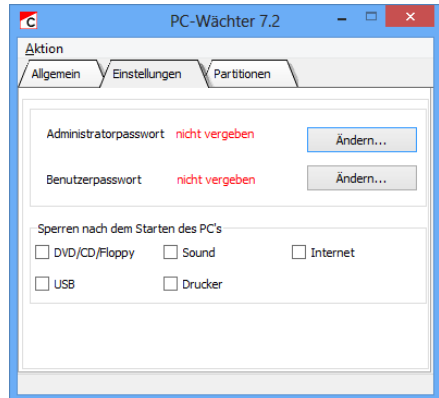 C PC-Wächter 7.2
Aktion
Allgemein Einstellungen Partitionen
Administratorpasswort nicht vergeben Ändern...
Benutzerpasswort nicht vergeben Ändern...
Sperren nach dem Starten des PC's
DVD/CD/Floppy Sound Internet
USB Drucker